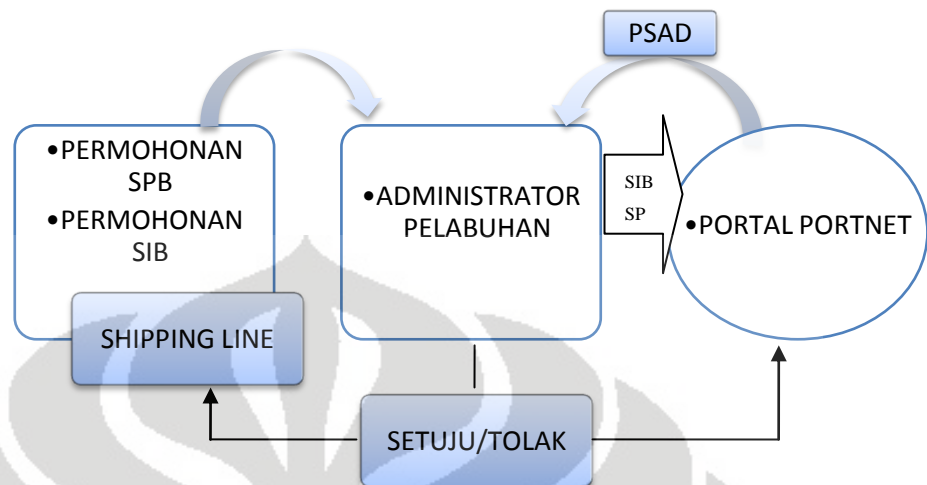 PSAD
•PERMOHONAN
SPB
•PERMOHONAN
SIB
SHIPPING LINE
•ADMINISTRATOR
PELABUHAN
SIB
SP
•PORTAL PORTNET
SETUJU/TOLAK